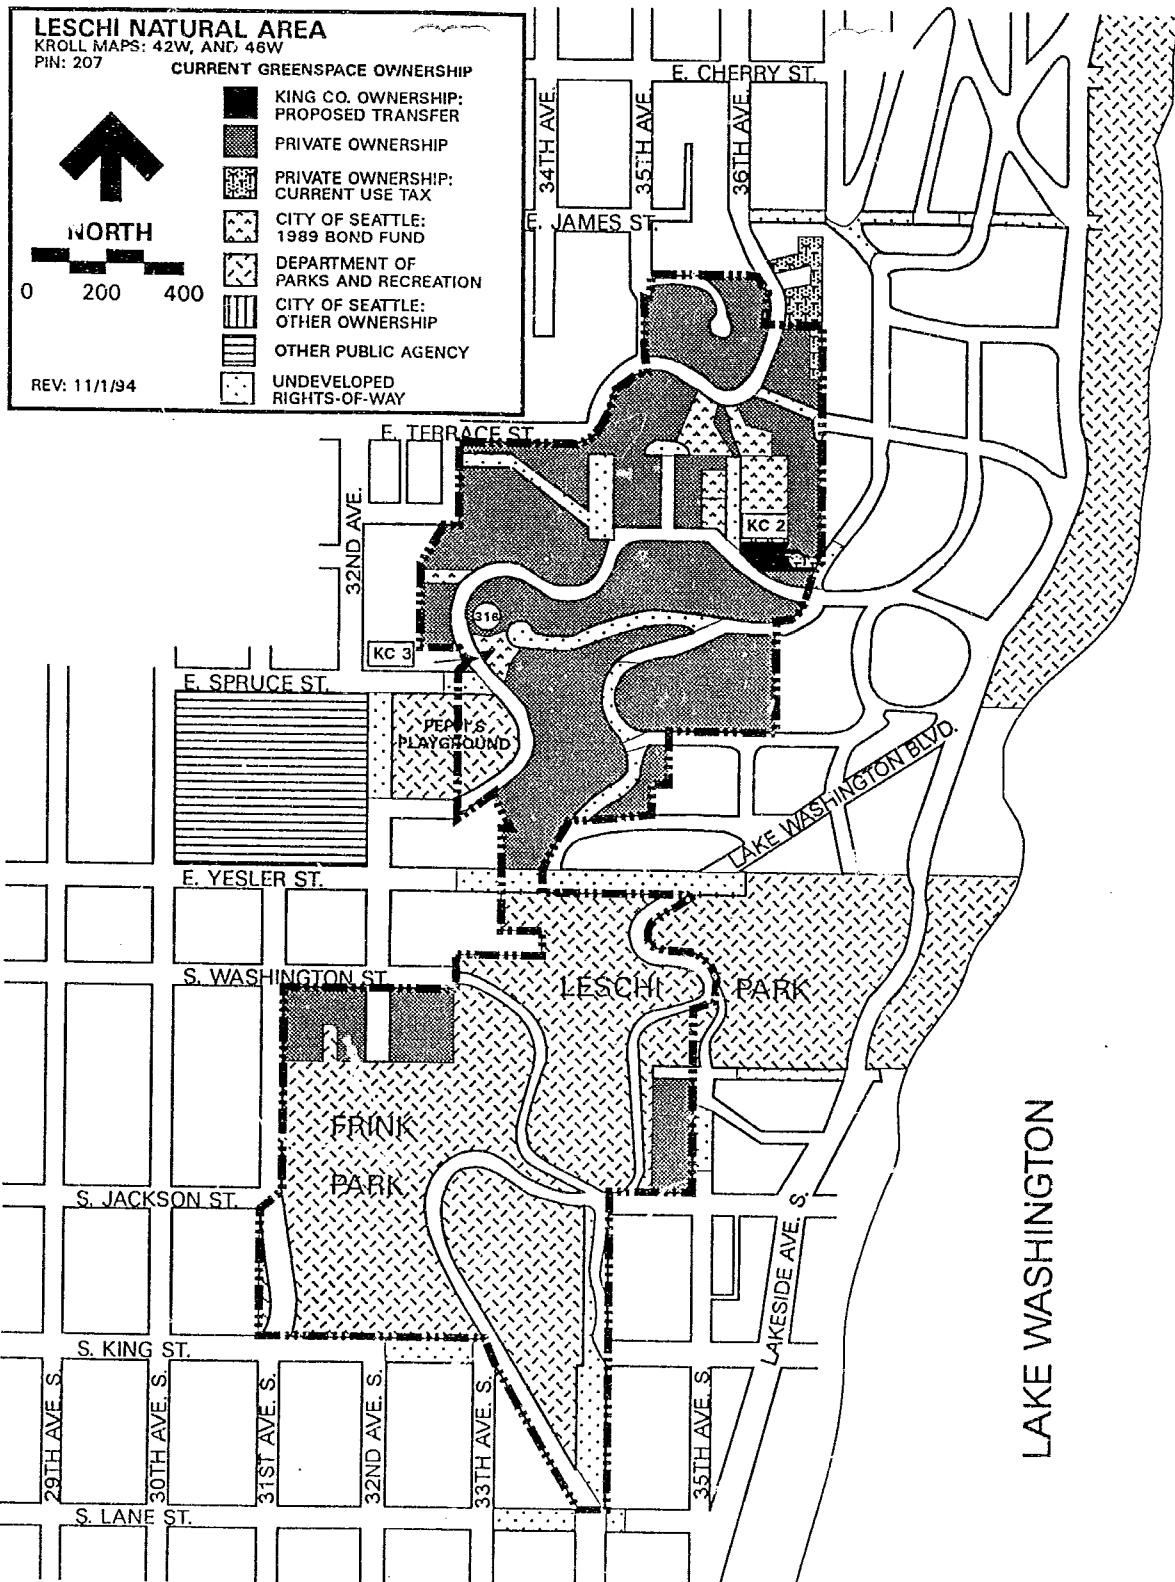 LESCHI NATURAL AREA
KROLL MAPS: 42W, AND 46W
PIN: 207
CURRENT GREENSPACE OWNERSHIP
KING CO. OWNERSHIP:
PROPOSED TRANSFER
PRIVATE OWNERSHIP
PRIVATE OWNERSHIP:
CURRENT USE TAX
CITY OF SEATTLE:
1989 BOND FUND
DEPARTMENT OF
PARKS AND RECREATION
CITY OF SEATTLE:
OTHER OWNERSHIP
OTHER PUBLIC AGENCY
UNDEVELOPED
RIGHTS-OF-WAY
NORTH
0 200 400
REV: 11/1/94
E. CHERRY ST.
34TH AVE.
35TH AVE.
36TH AVE.
E. JAMES ST.
E. TERRACE ST.
32ND AVE.
KC 2
316
KC 3
E. SPRUCE ST.
PEPPI'S
PLAYGROUND
LAKE WASHINGTON BLVD.
E. YESLER ST.
S. WASHINGTON ST.
LESCHI PARK
FRINK
PARK
S. JACKSON ST.
LAKESIDE AVE. S.
LAKE WASHINGTON
S. KING ST.
29TH AVE. S.
30TH AVE. S.
31ST AVE. S.
32ND AVE. S.
33TH AVE. S.
35TH AVE. S.
S. LANE ST.